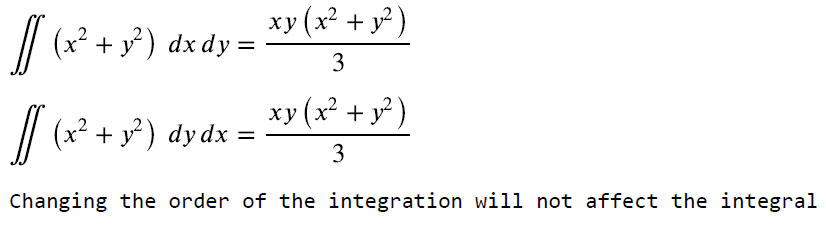 ∬ (x² + y²) dx dy = xy (x² + y²) / 3
∬ (x² + y²) dy dx = xy (x² + y²) / 3
Changing the order of the integration will not affect the integral